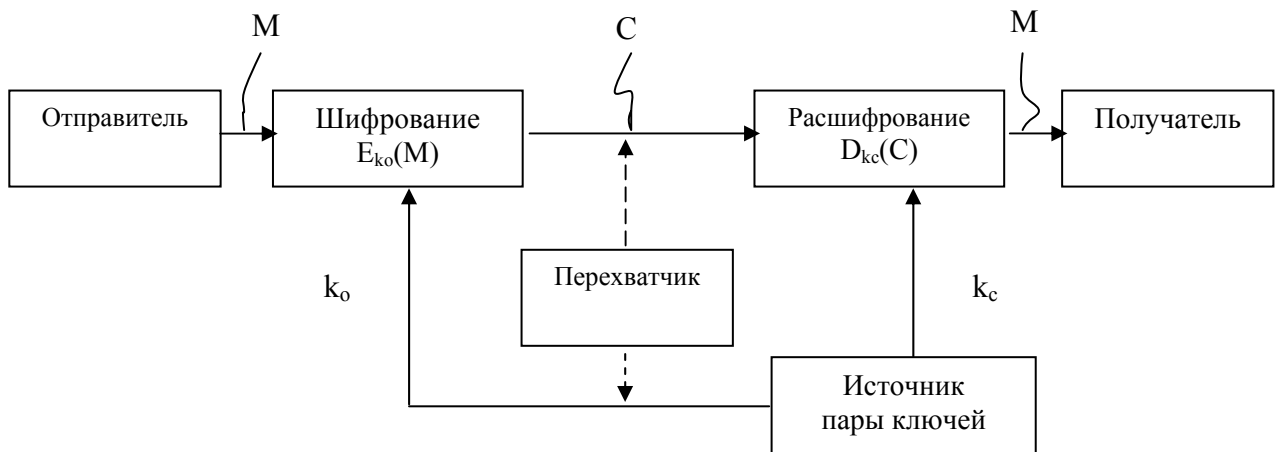 M
C
M
Отправитель
Шифрование
Eko(M)
Расшифрование
Dkc(C)
Получатель
ko
Перехватчик
kc
Источник
пары ключей